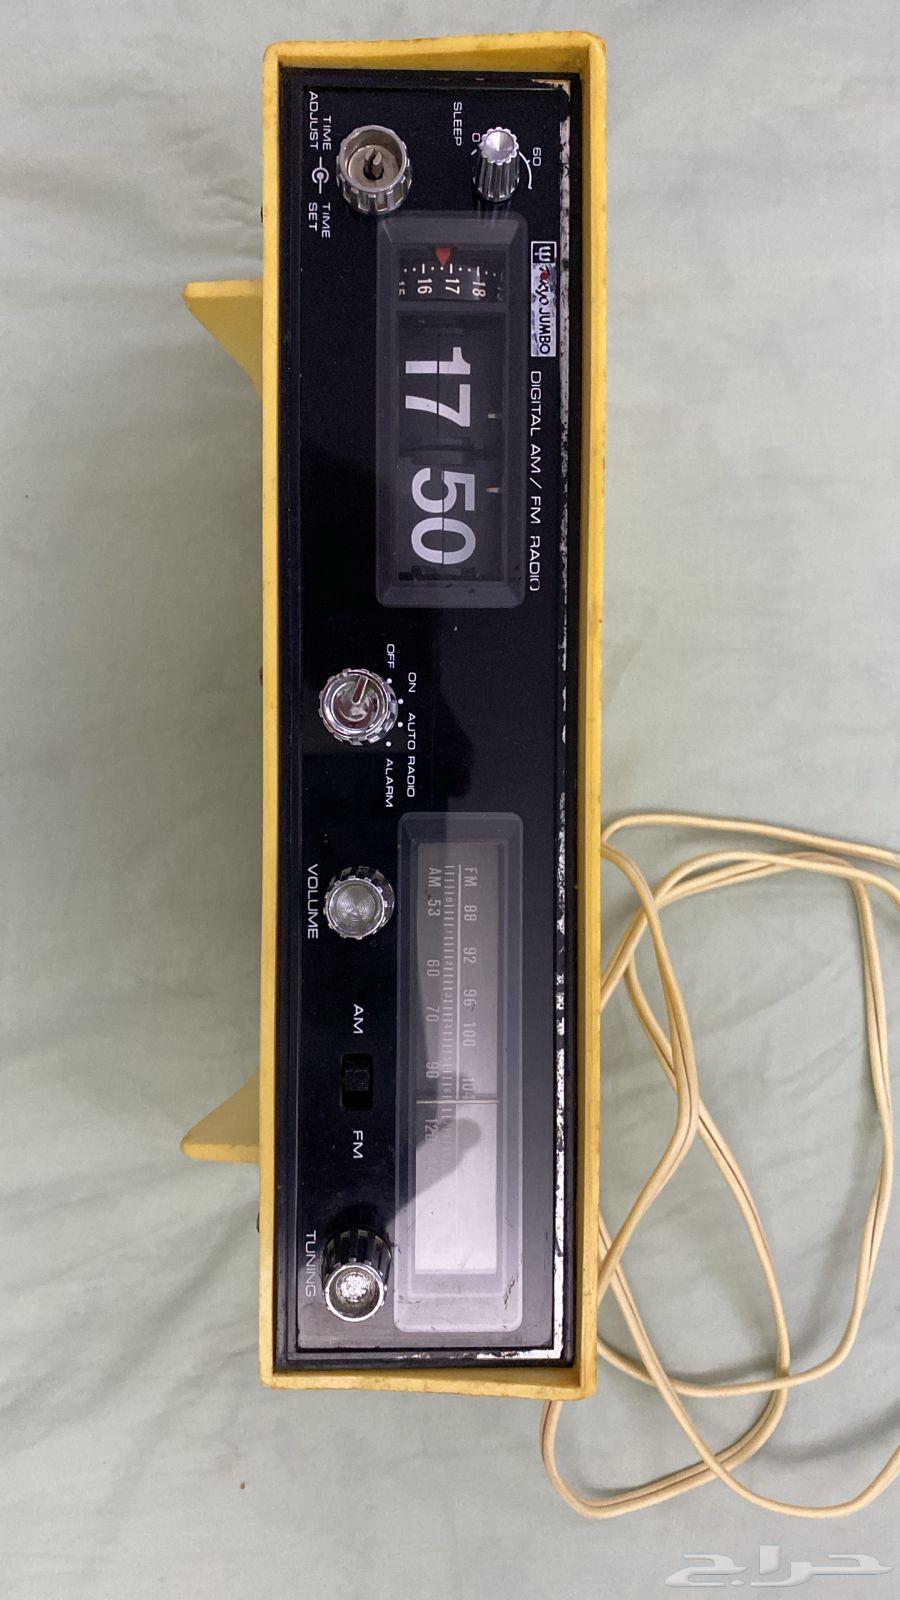 SLEEP
0 60
TIME ADJUST
TIME SET
Tokyo JUMBO
DIGITAL AM / FM RADIO
16 17 18
17 50
OFF ON AUTO RADIO ALARM
VOLUME
AM FM
TUNING
FM 88 92 96 100 104
AM 53 60 70 90 120
حراج